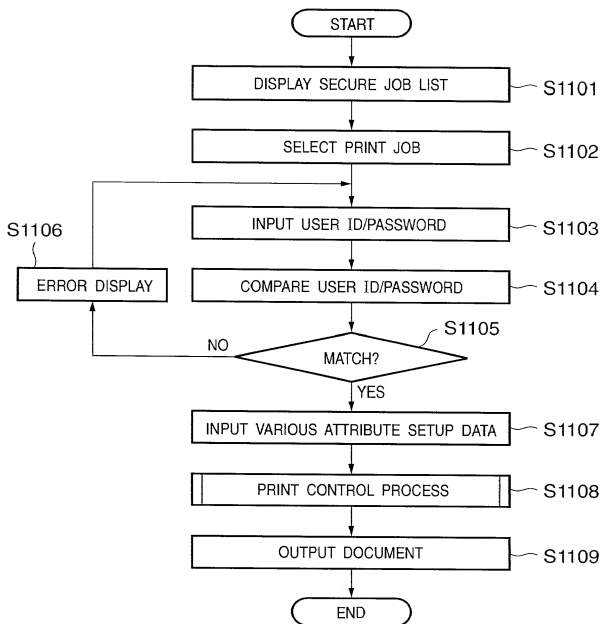 START
DISPLAY SECURE JOB LIST
S1101
SELECT PRINT JOB
S1102
S1106
INPUT USER ID/PASSWORD
S1103
ERROR DISPLAY
COMPARE USER ID/PASSWORD
S1104
S1105
NO
MATCH?
YES
INPUT VARIOUS ATTRIBUTE SETUP DATA
S1107
PRINT CONTROL PROCESS
S1108
OUTPUT DOCUMENT
S1109
END